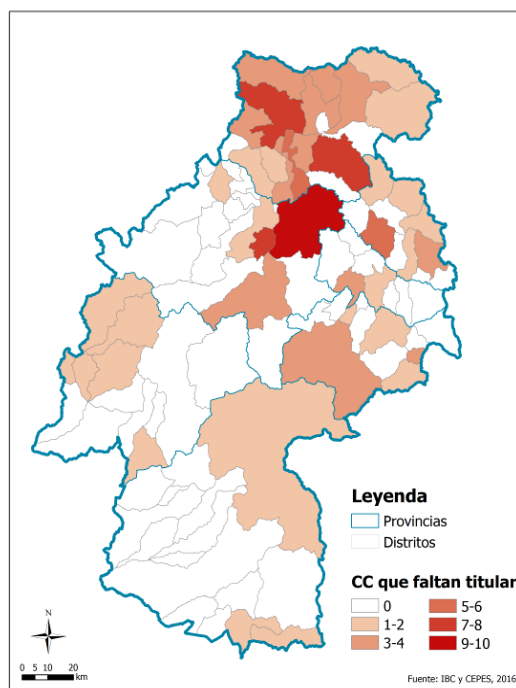 Leyenda
Provincias
Distritos
CC que faltan titular
0
5-6
1-2
7-8
3-4
9-10
N
0 5 10 20
km
Fuente: IBC y CEPES, 2016